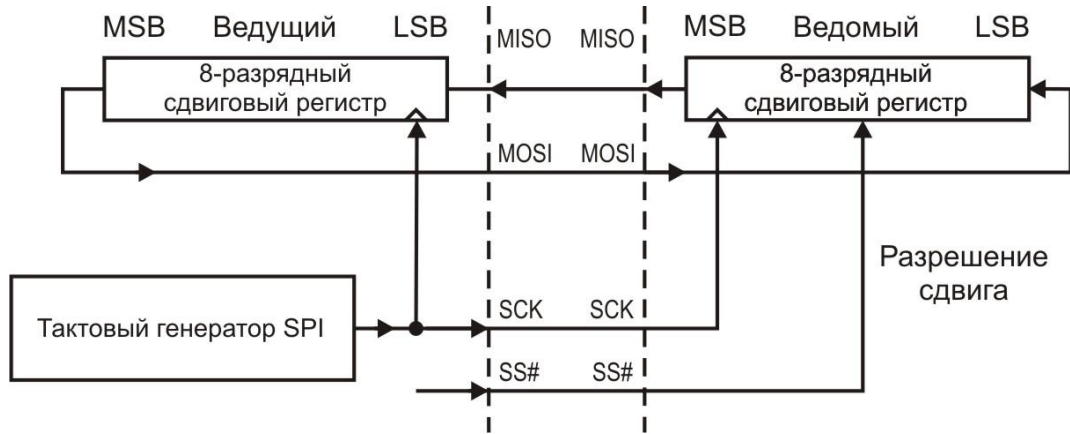 MSB Ведущий LSB
MISO MISO
MSB Ведомый LSB
8-разрядный
сдвиговый регистр
8-разрядный
сдвиговый регистр
MOSI MOSI
Разрешение
сдвига
Тактовый генератор SPI
SCK SCK
SS# SS#